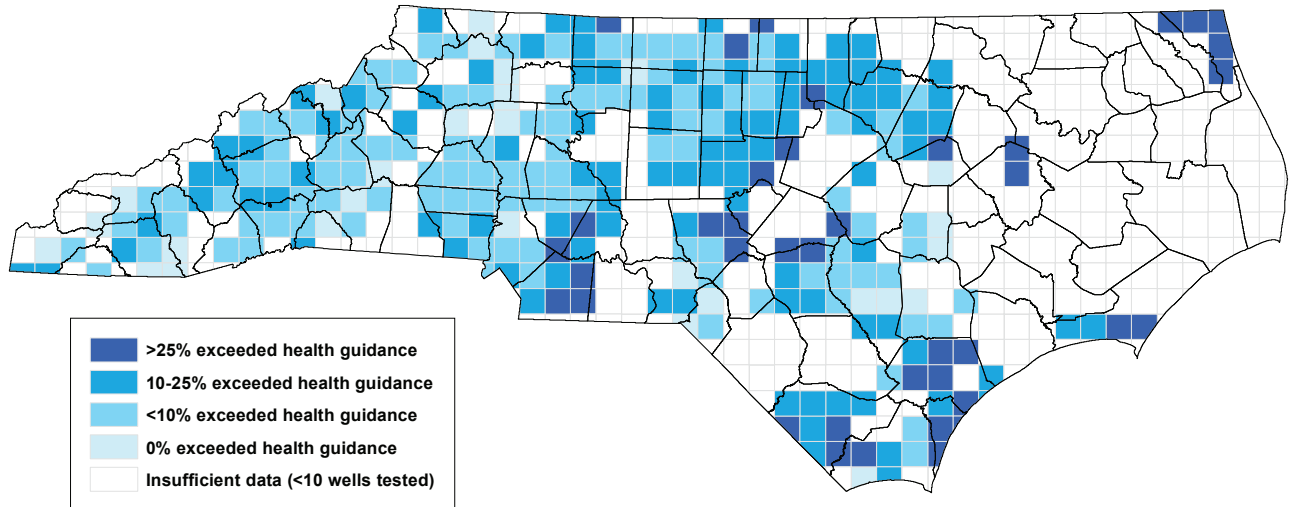 >25% exceeded health guidance
10-25% exceeded health guidance
<10% exceeded health guidance
0% exceeded health guidance
Insufficient data (<10 wells tested)